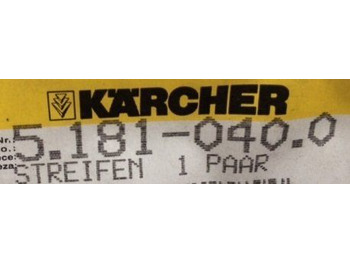 KÄRCHER
5.181-040.0
STREIFEN 1 PAAR